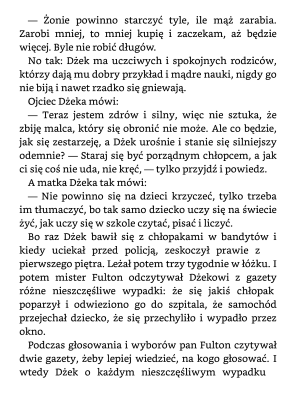 — Żonie powinno starczyć tyle, ile mąż zarabia.
Zarobi mniej, to mniej kupię i zaczekam, aż będzie
więcej. Byle nie robić długów.
No tak: Dżek ma uczciwych i spokojnych rodziców,
którzy dają mu dobry przykład i mądre nauki, nigdy go
nie biją i nawet rzadko się gniewają.
Ojciec Dżeka mówi:
— Teraz jestem zdrów i silny, więc nie sztuka, że
zbiję malca, który się obronić nie może. Ale co będzie,
jak się zestarzeję, a Dżek urośnie i stanie się silniejszy
odemnie? — Staraj się być porządnym chłopcem, a jak
ci się coś nie uda, nie kręć, — tylko przyjdź i powiedz.
A matka Dżeka tak mówi:
— Nie powinno się na dzieci krzyczeć, tylko trzeba
im tłumaczyć, bo tak samo dziecko uczy się na świecie
żyć, jak uczy się w szkole czytać, pisać i liczyć.
Bo raz Dżek bawił się z chłopakami w bandytów i
kiedy uciekał przed policją, zeskoczył prawie z
pierwszego piętra. Leżał potem trzy tygodnie w łóżku. I
potem mister Fulton odczytywał Dżekowi z gazety
różne nieszczęśliwe wypadki: że się jakiś chłopak
poparzył i odwieziono go do szpitala, że samochód
przejechał dziecko, że się przechyliło i wypadło przez
okno.
Podczas głosowania i wyborów pan Fulton czytywał
dwie gazety, żeby lepiej wiedzieć, na kogo głosować. I
wtedy Dżek o każdym nieszczęśliwym wypadku